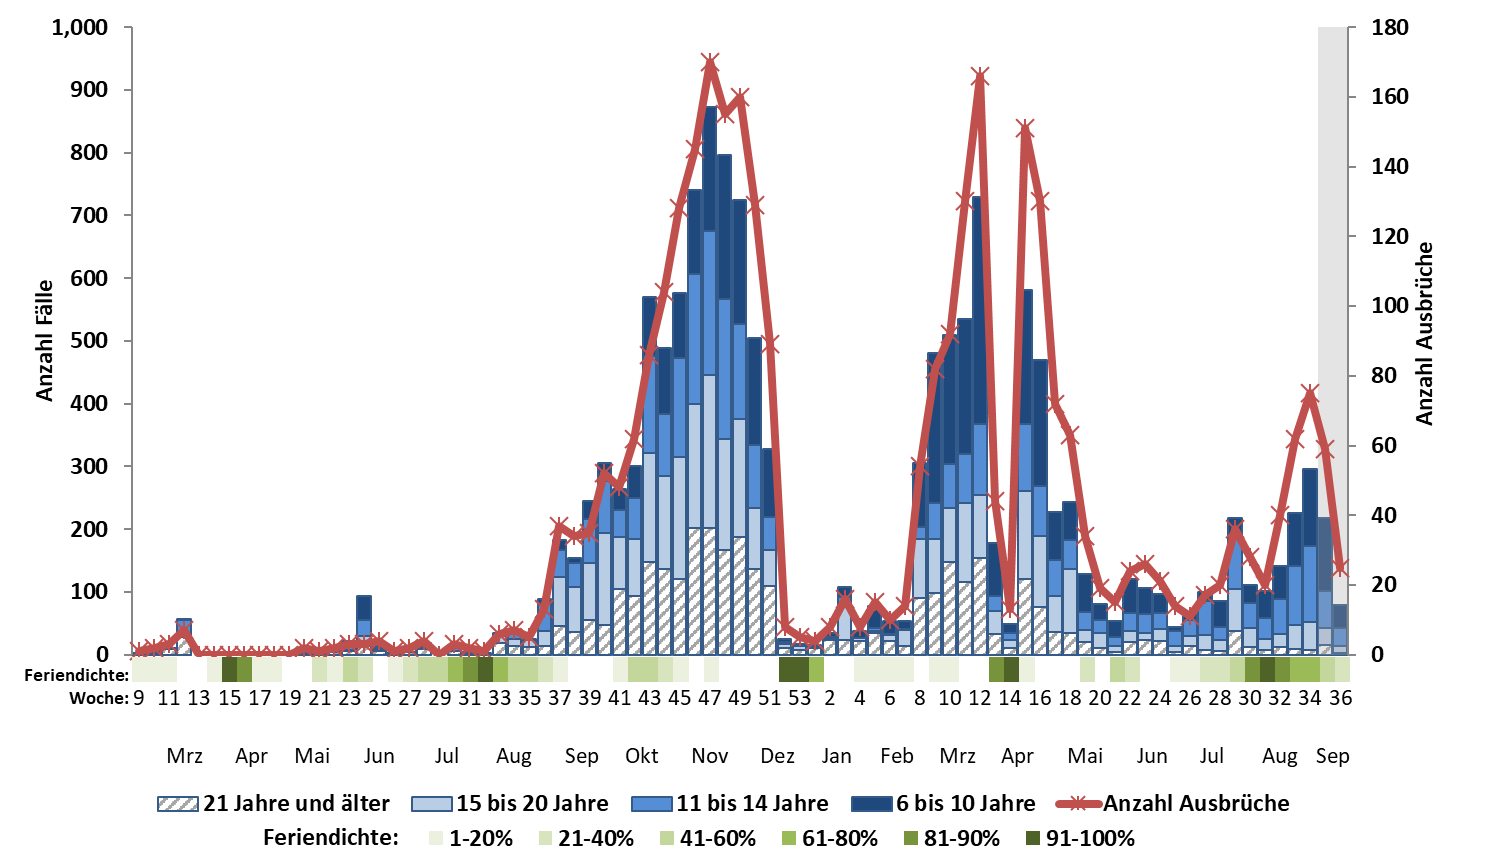 1,000 180
900 160
800 140
700 120
600 100
500 80
400 60
300 40
200 20
100 0
0
Anzahl Fälle
Anzahl Ausbrüche
Feriendichte:
Woche: 9 11 13 15 17 19 21 23 25 27 29 31 33 35 37 39 41 43 45 47 49 51 53 2 4 6 8 10 12 14 16 18 20 22 24 26 28 30 32 34 36
Mrz Apr Mai Jun Jul Aug Sep Okt Nov Dez Jan Feb Mrz Apr Mai Jun Jul Aug Sep
21 Jahre und älter 15 bis 20 Jahre 11 bis 14 Jahre 6 bis 10 Jahre Anzahl Ausbrüche
Feriendichte: 1-20% 21-40% 41-60% 61-80% 81-90% 91-100%